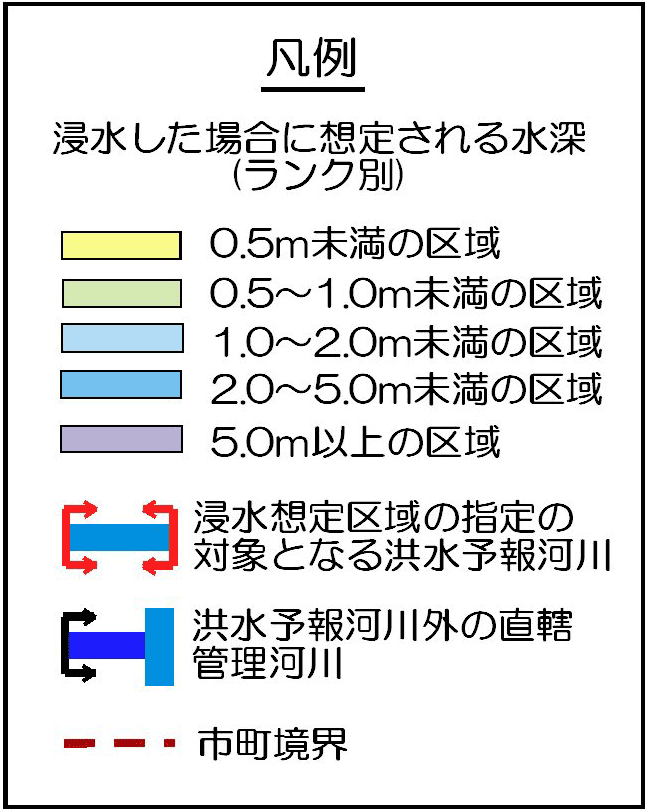 凡例
浸水した場合に想定される水深
(ランク別)
0.5m未満の区域
0.5～1.0m未満の区域
1.0～2.0m未満の区域
2.0～5.0m未満の区域
5.0m以上の区域
浸水想定区域の指定の
対象となる洪水予報河川
洪水予報河川外の直轄
管理河川
市町境界